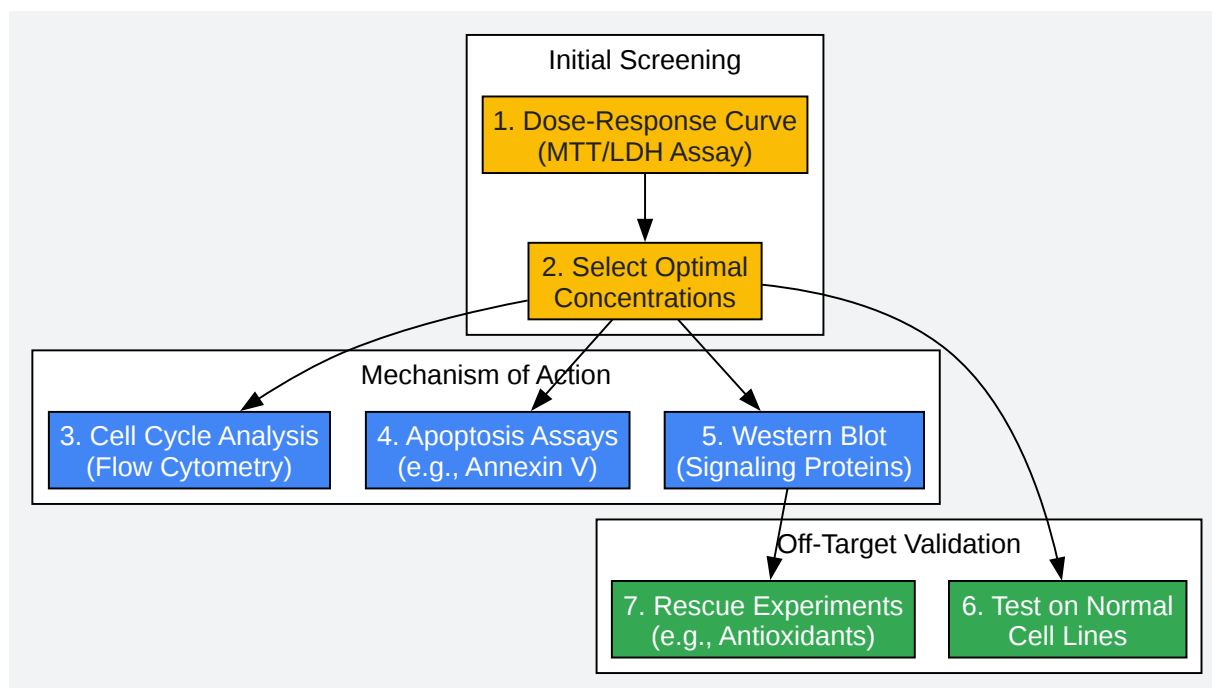 Initial Screening
1. Dose-Response Curve
(MTT/LDH Assay)
2. Select Optimal
Concentrations
Mechanism of Action
3. Cell Cycle Analysis
(Flow Cytometry)
4. Apoptosis Assays
(e.g., Annexin V)
5. Western Blot
(Signaling Proteins)
Off-Target Validation
7. Rescue Experiments
(e.g., Antioxidants)
6. Test on Normal
Cell Lines